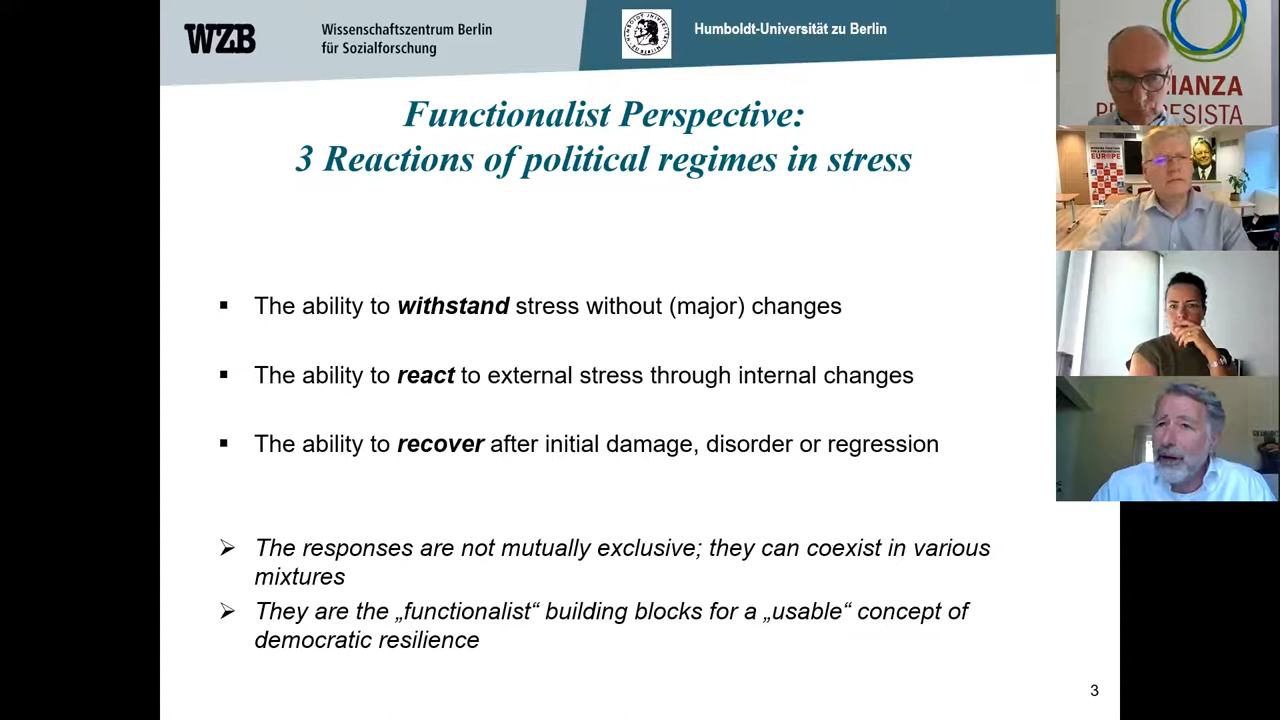 WZB
Wissenschaftszentrum Berlin
für Sozialforschung
Humboldt-Universität zu Berlin
Functionalist Perspective:
3 Reactions of political regimes in stress
▪ The ability to withstand stress without (major) changes
▪ The ability to react to external stress through internal changes
▪ The ability to recover after initial damage, disorder or regression
➢ The responses are not mutually exclusive; they can coexist in various
mixtures
➢ They are the „functionalist“ building blocks for a „usable“ concept of
democratic resilience
3
IANZA
ESISTA
EUROPE